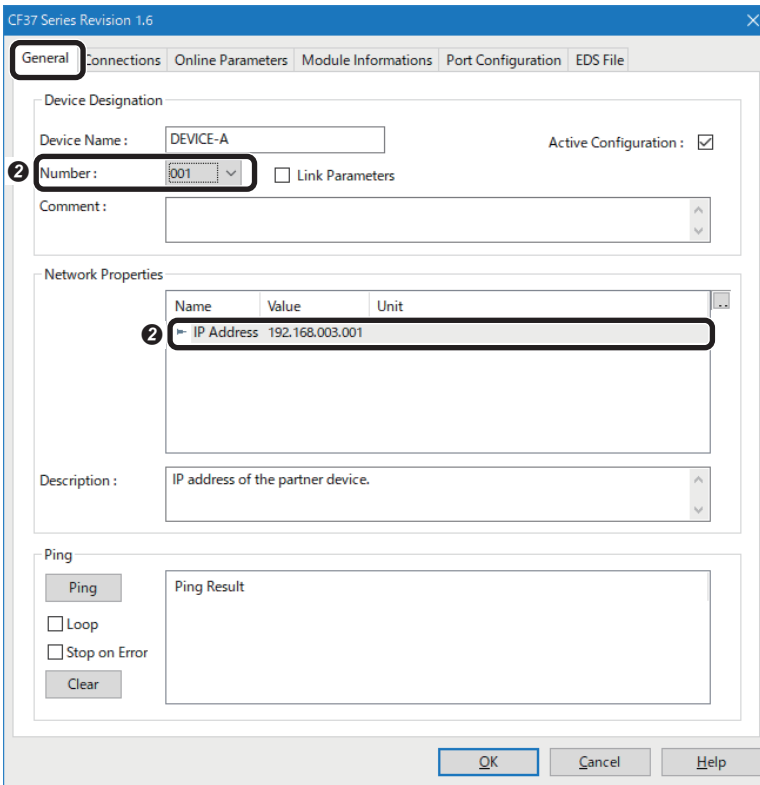 CF37 Series Revision 1.6
General Connections Online Parameters Module Informations Port Configuration EDS File
Device Designation
Device Name : DEVICE-A Active Configuration :
❷ Number : 001 Link Parameters
Comment :
Network Properties
Name Value Unit
..
❷ IP Address 192.168.003.001
Description : IP address of the partner device.
Ping
Ping Ping Result
Loop
Stop on Error
Clear
OK Cancel Help